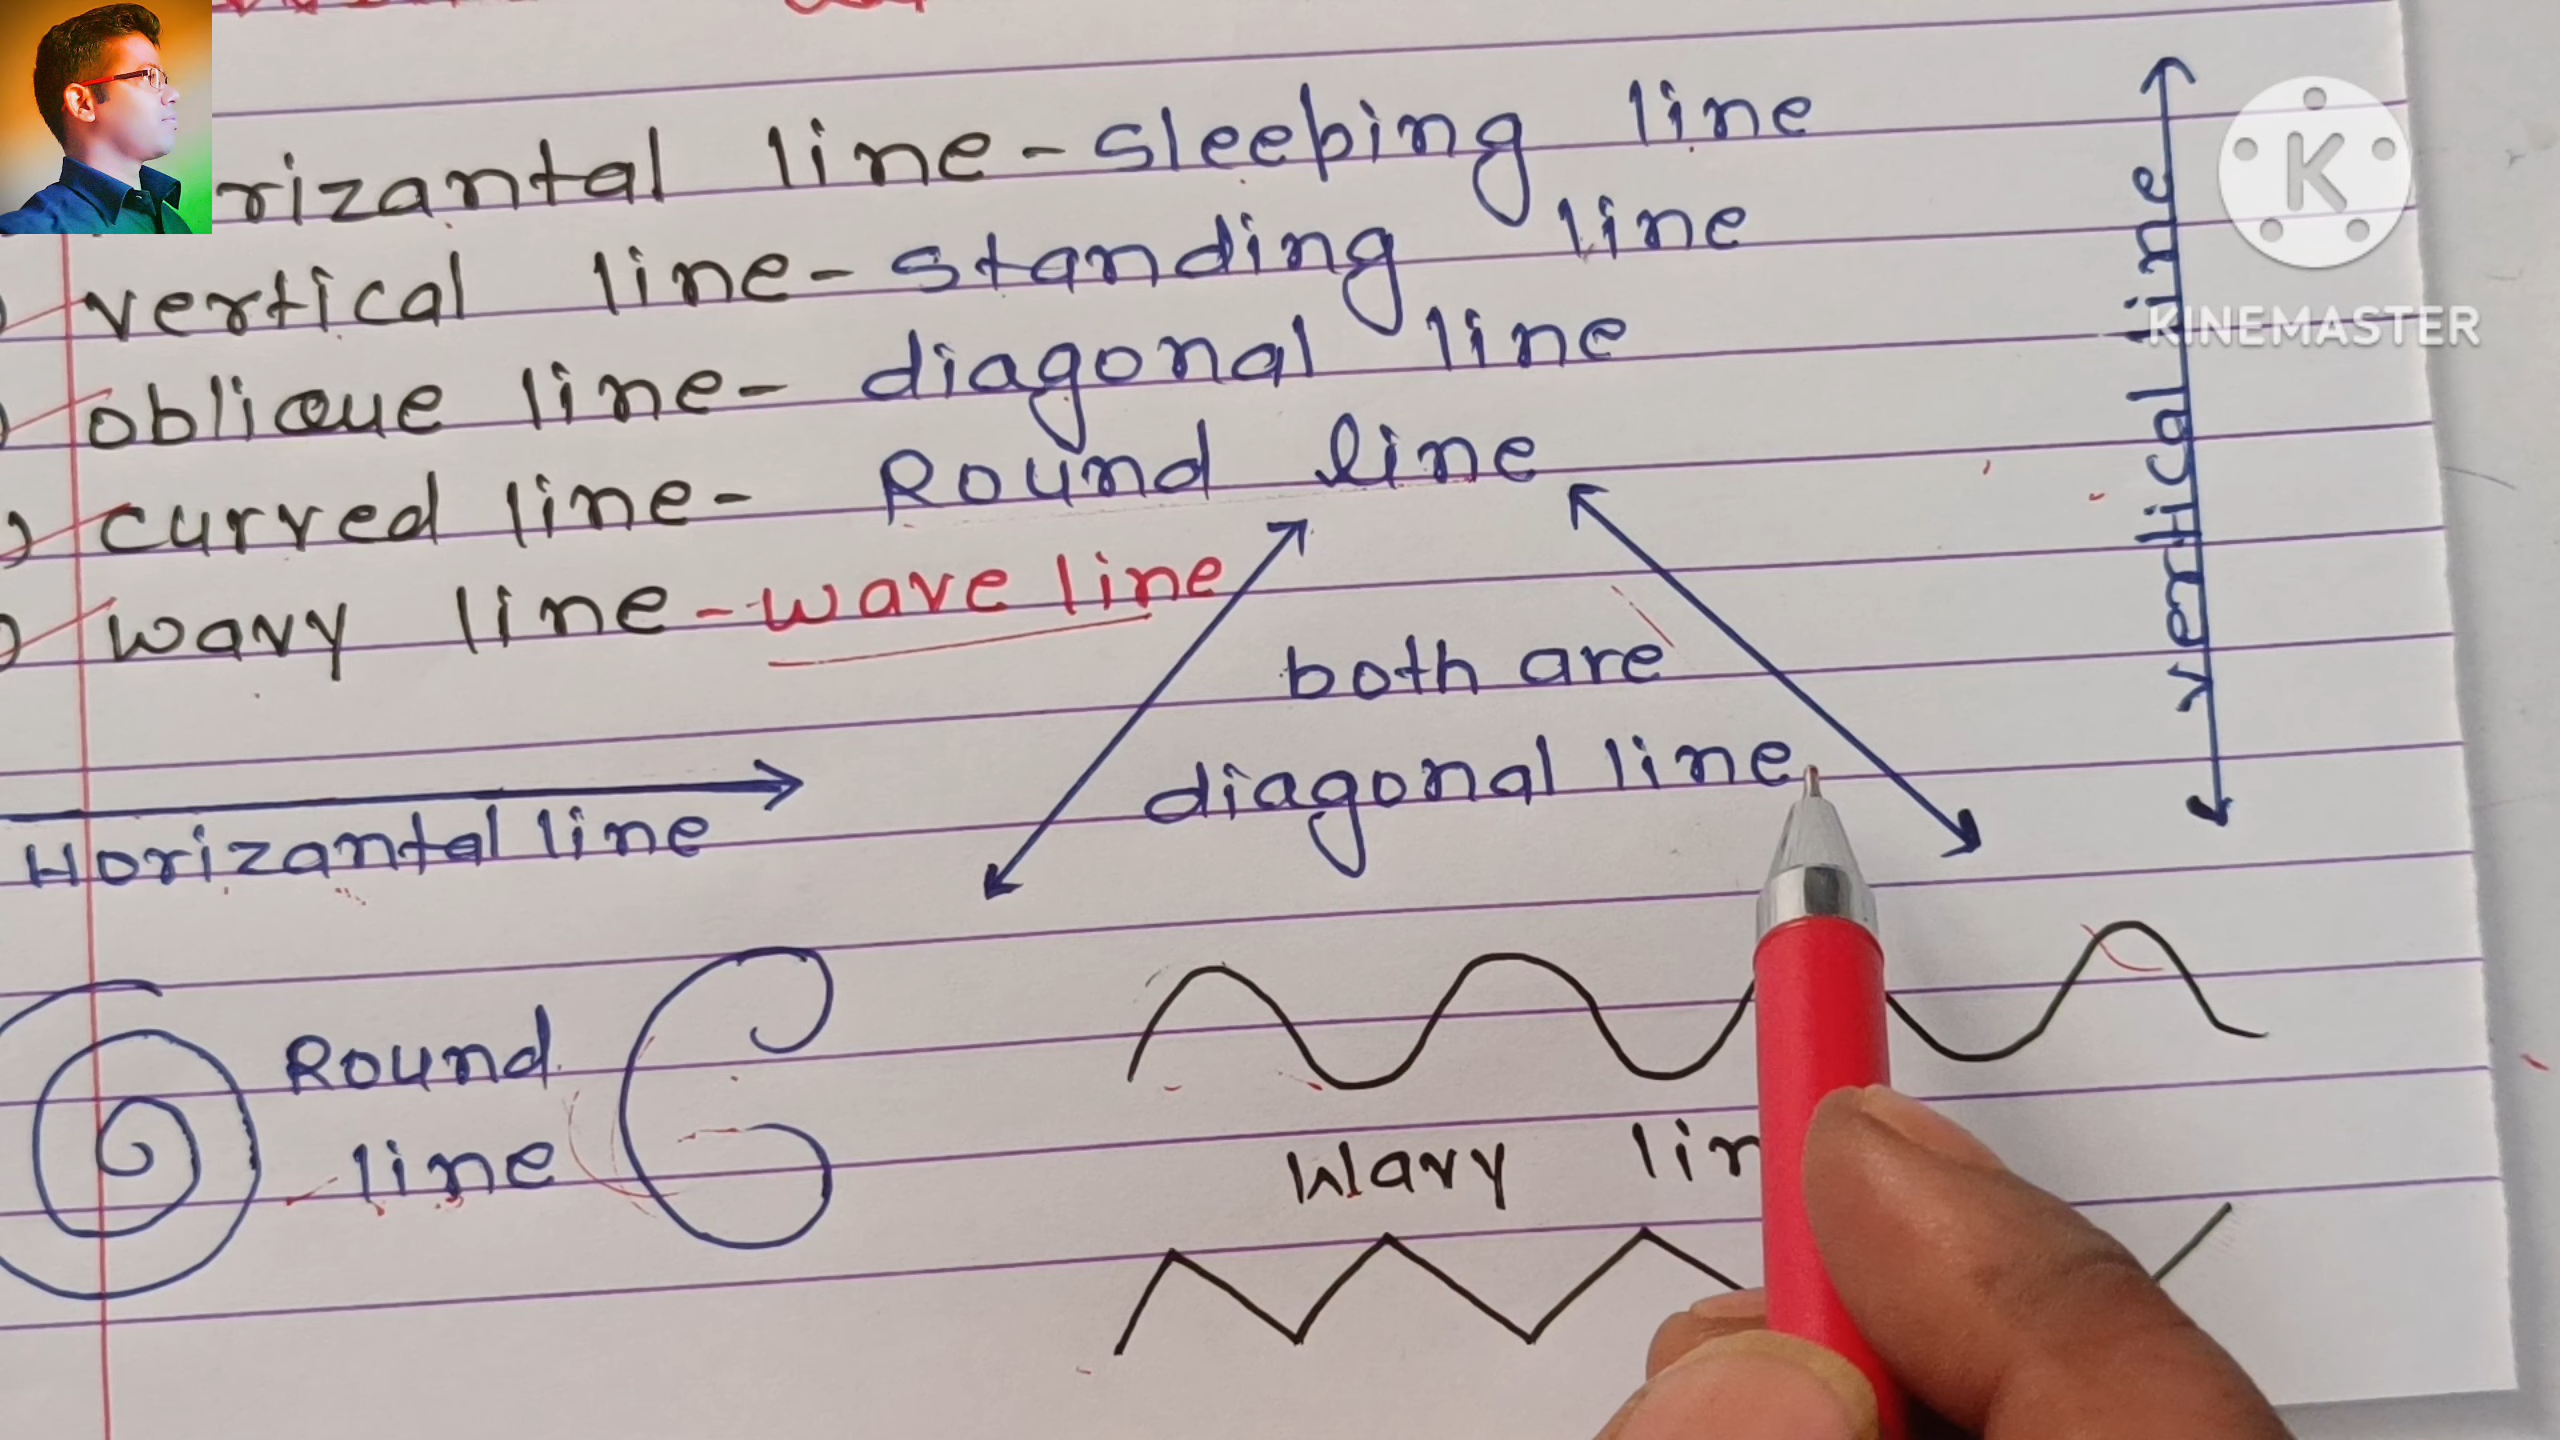 rizantal line-sleeping line
vertical line-standing line
oblique line- diagonal line
curved line- Round line
wavy line-wave line
both are
diagonal line
Horizantal line
vertical line
K
KINEMASTER
Round
line
Wavy lin